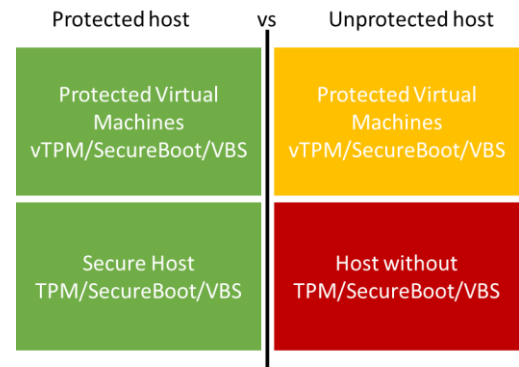 Protected host vs Unprotected host
Protected Virtual
Machines
vTPM/SecureBoot/VBS
Protected Virtual
Machines
vTPM/SecureBoot/VBS
Secure Host
TPM/SecureBoot/VBS
Host without
TPM/SecureBoot/VBS